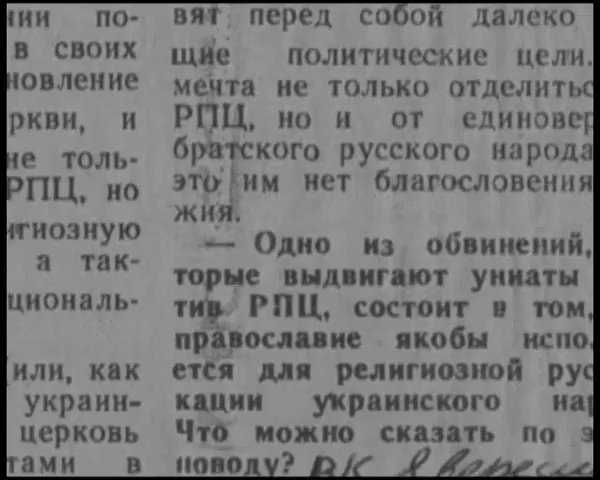 нии по-
в своих
новление
ркви, и
не толь-
РПЦ, но
игиозную
а так-
циональ-
(или, как
украин-
церковь
тами в
вят перед собой далеко
щие политические цели.
мечта не только отделитьс
РПЦ, но и от единовер
братского русского народа
это им нет благословения
жия.
— Одно из обвинений,
торые выдвигают униаты
тив РПЦ, состоит в том,
православие якобы испо
ется для религиозной рус
кации украинского на
Что можно сказать по э
поводу?